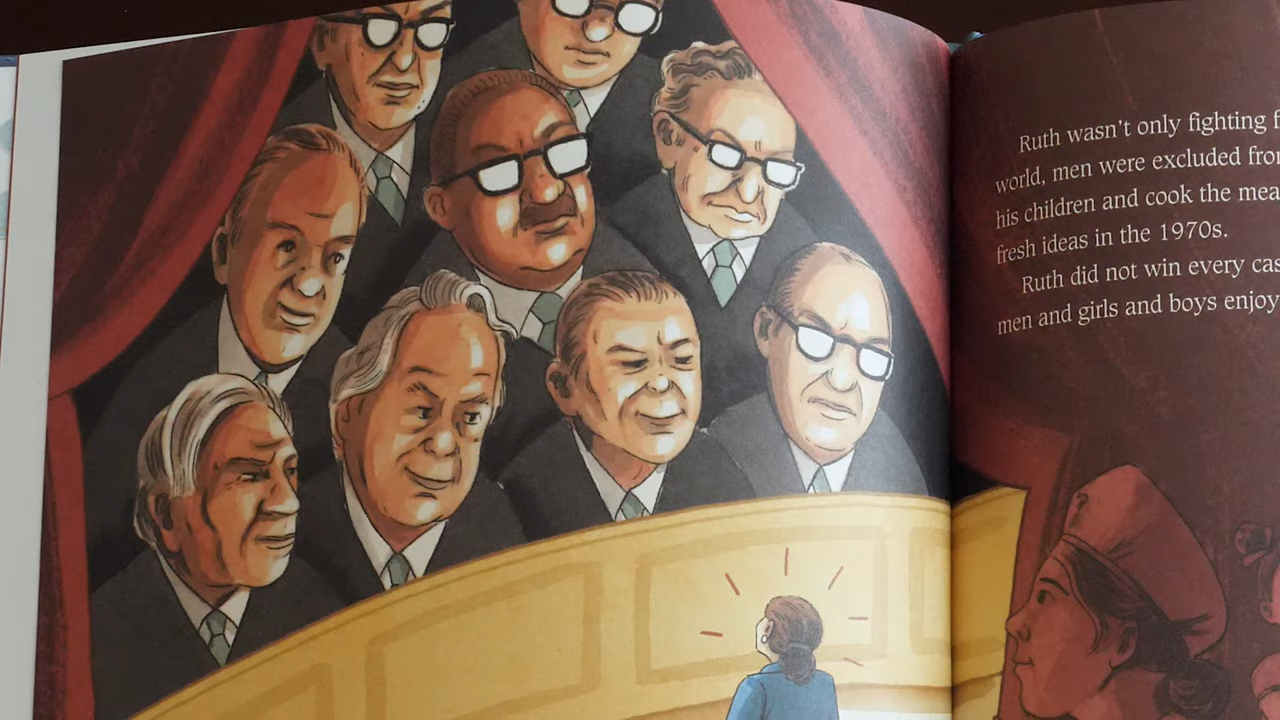 Ruth wasn't only fighting f
world, men were excluded from
his children and cook the mea
fresh ideas in the 1970s.
Ruth did not win every cas
men and girls and boys enjoy